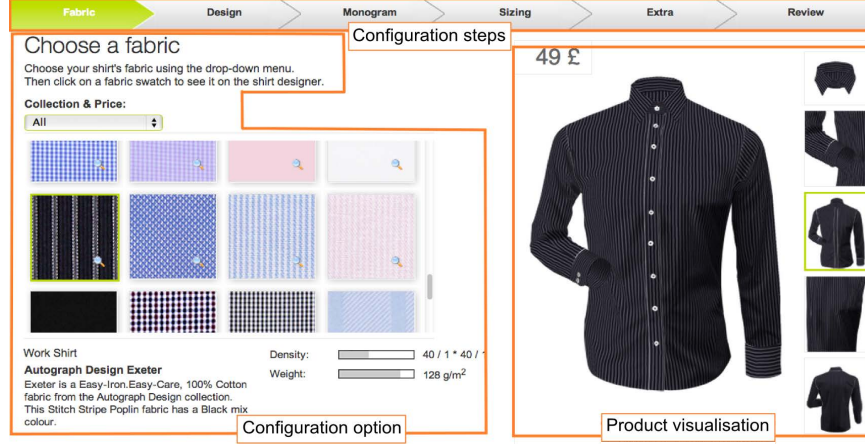 Fabric
Design
Monogram
Sizing
Extra
Review
Configuration steps
Choose a fabric
Choose your shirt's fabric using the drop-down menu.
Then click on a fabric swatch to see it on the shirt designer.
Collection & Price:
All
49 £
Work Shirt
Autograph Design Exeter
Exeter is a Easy-Iron.Easy-Care, 100% Cotton
fabric from the Autograph Design collection.
This Stitch Stripe Poplin fabric has a Black mix
colour.
Density: 40 / 1 * 40 /
Weight: 128 g/m²
Configuration option
Product visualisation